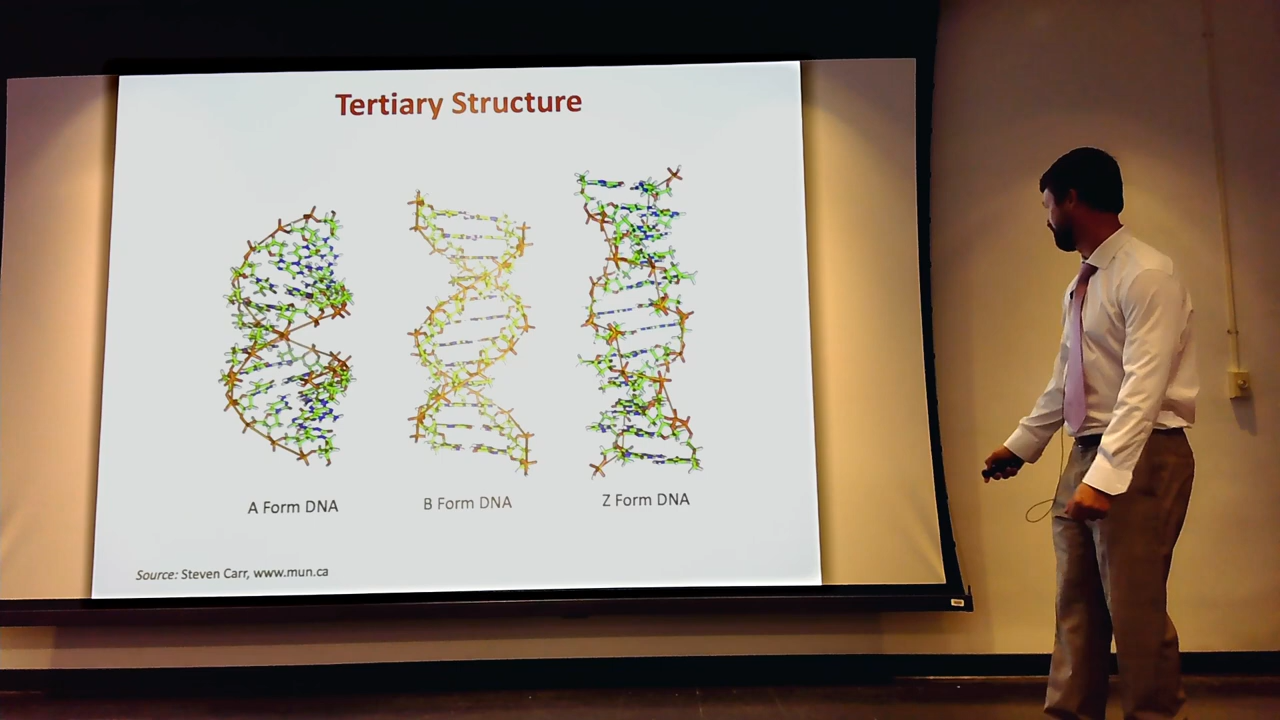 Tertiary Structure
A Form DNA
B Form DNA
Z Form DNA
Source: Steven Carr, www.mun.ca